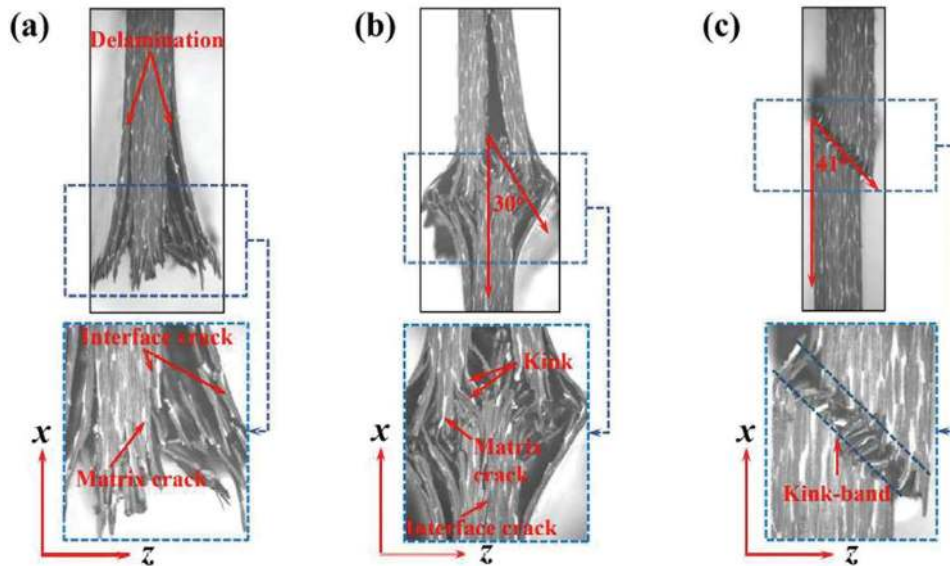 (a)
Delamination
Interface crack
Matrix crack
x
z
(b)
30°
Kink
Matrix
crack
Interface crack
x
z
(c)
41°
Kink-band
x
z